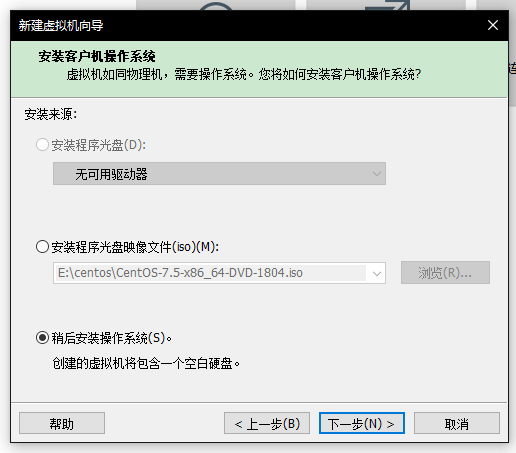 新建虚拟机向导
安装客户机操作系统
虚拟机如同物理机，需要操作系统。您将如何安装客户机操作系统?
安装来源:
安装程序光盘(D):
无可用驱动器
安装程序光盘映像文件(iso)(M):
E:\centos\CentOS-7.5-x86_64-DVD-1804.iso
浏览(R)...
稍后安装操作系统(S)。
创建的虚拟机将包含一个空白硬盘。
帮助
< 上一步(B)
下一步(N) >
取消